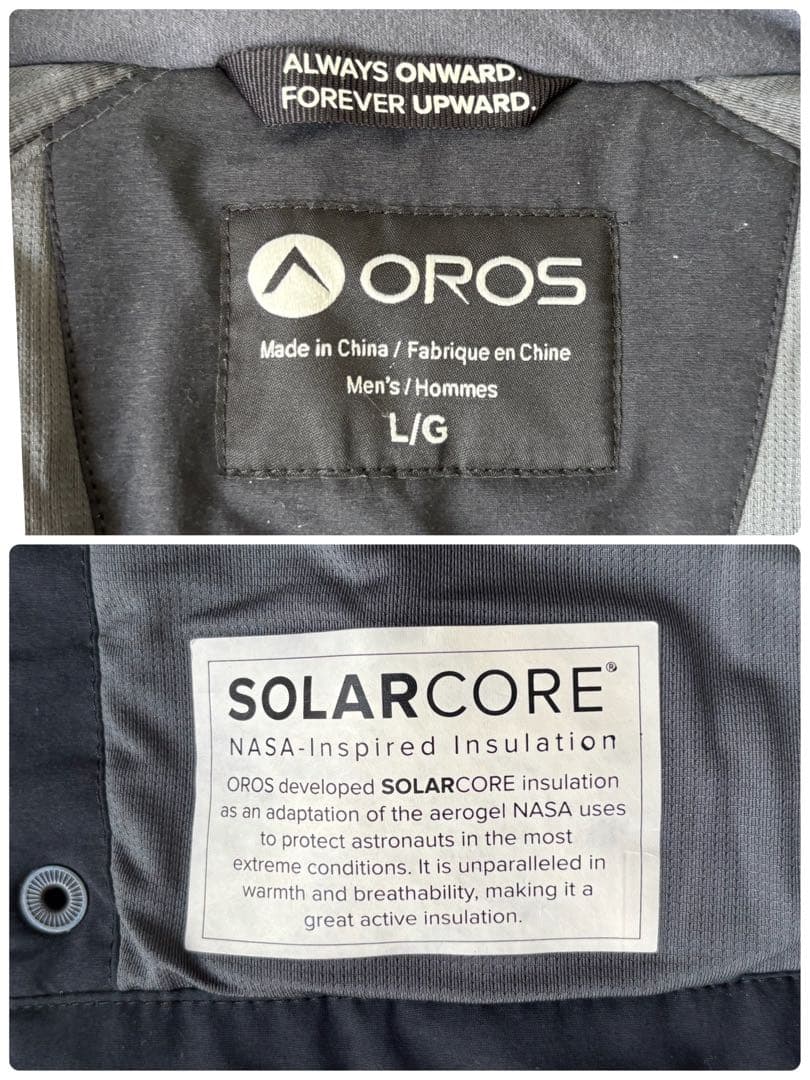 ALWAYS ONWARD.
FOREVER UPWARD.
OROS
Made in China / Fabrique en Chine
Men's / Hommes
L/G
SOLARCORE®
NASA-Inspired Insulation
OROS developed SOLARCORE insulation
as an adaptation of the aerogel NASA uses
to protect astronauts in the most
extreme conditions. It is unparalleled in
warmth and breathability, making it a
great active insulation.